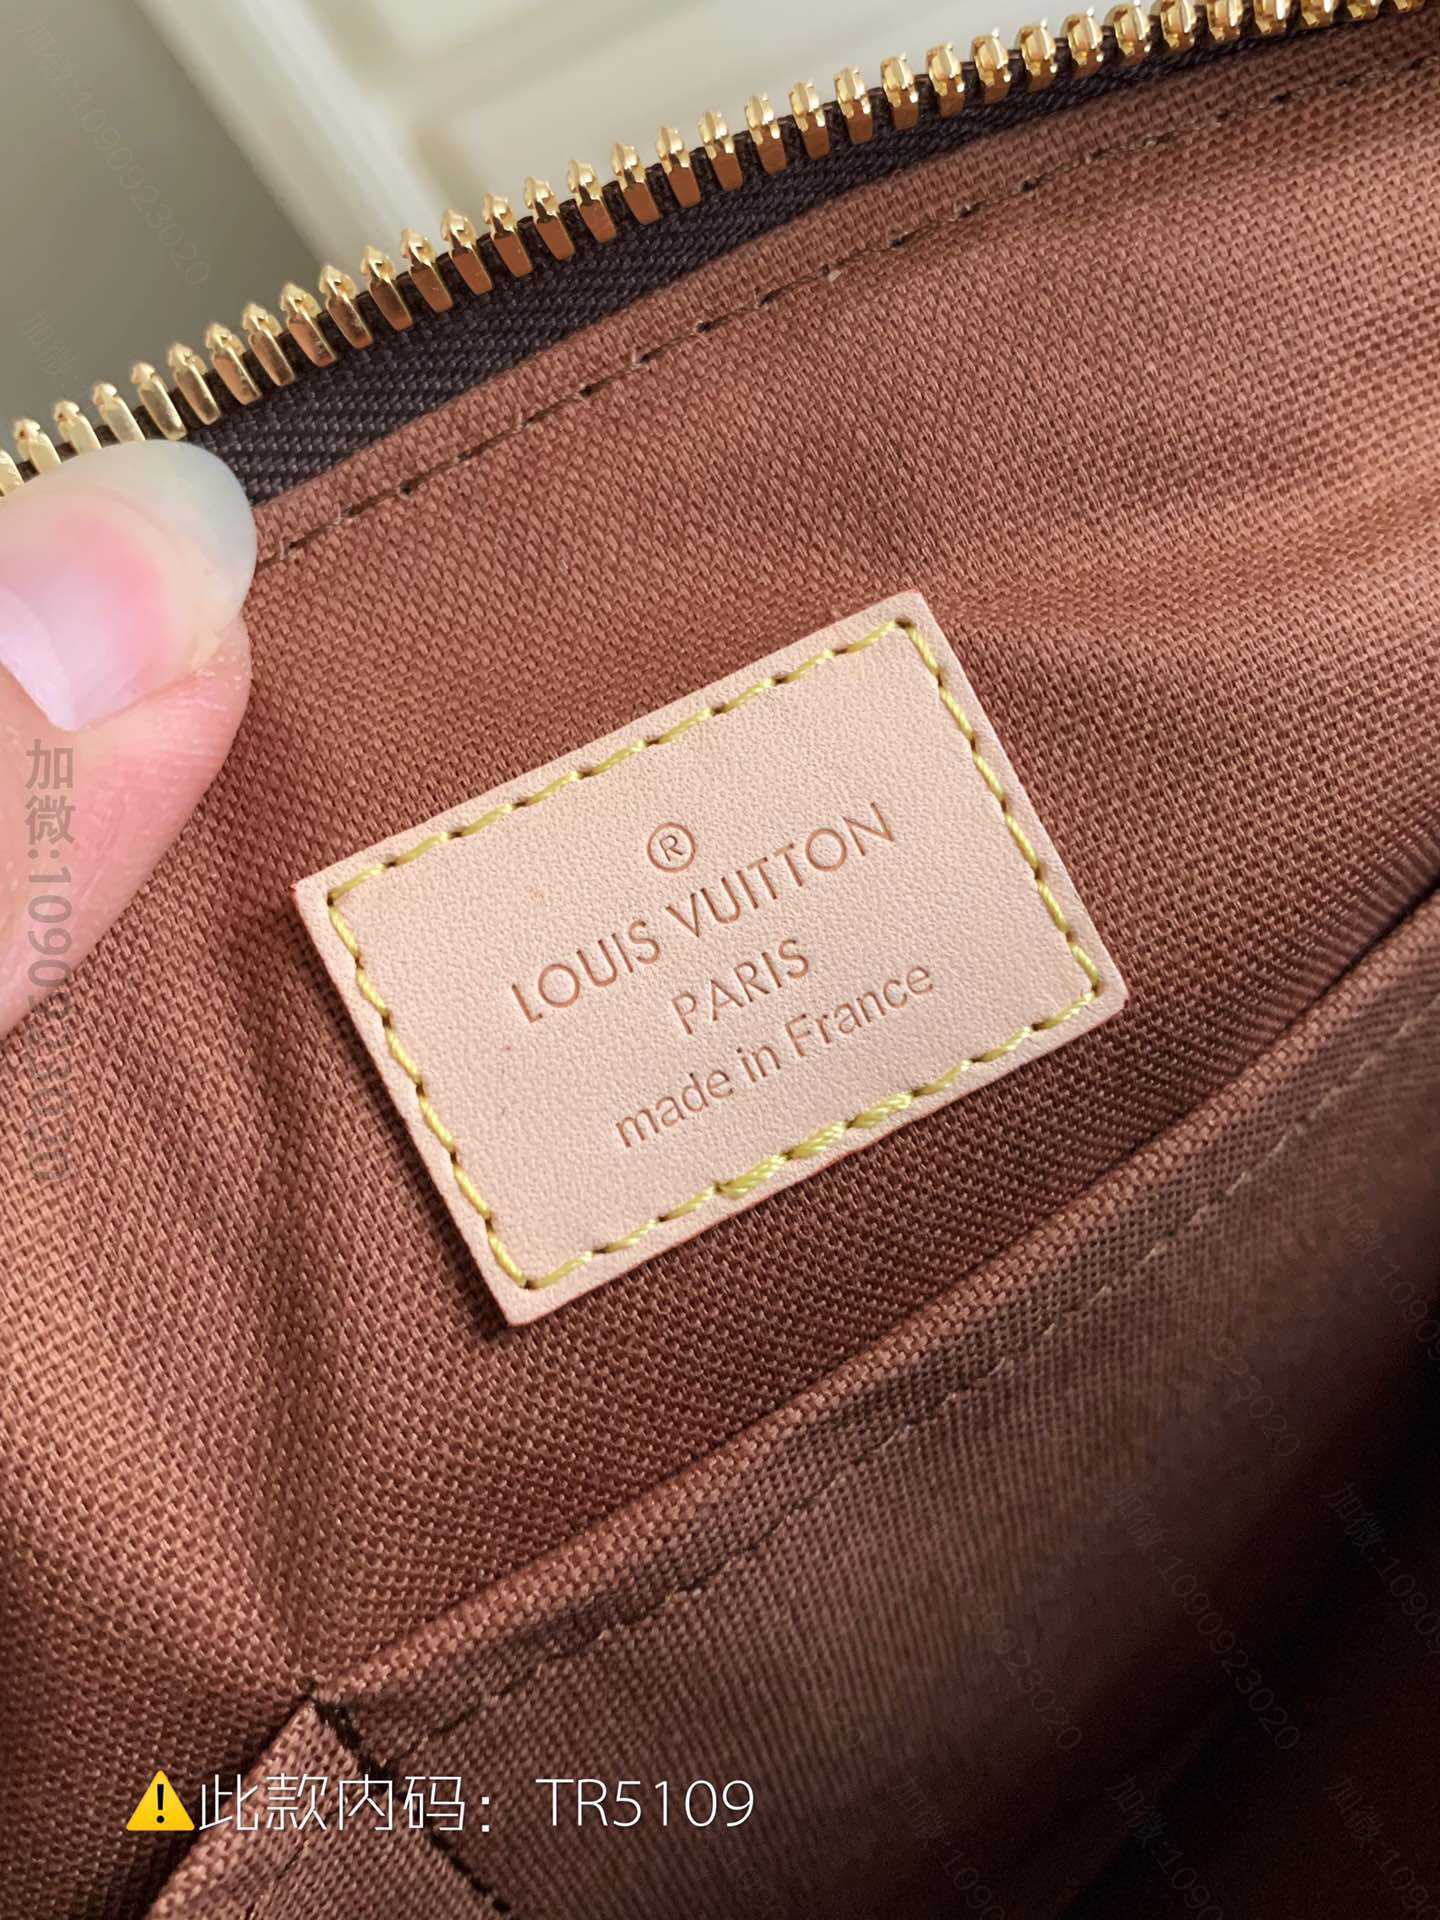 加微:1090923020
®
LOUIS VUITTON
PARIS
made in France
⚠此款内码：TR5109